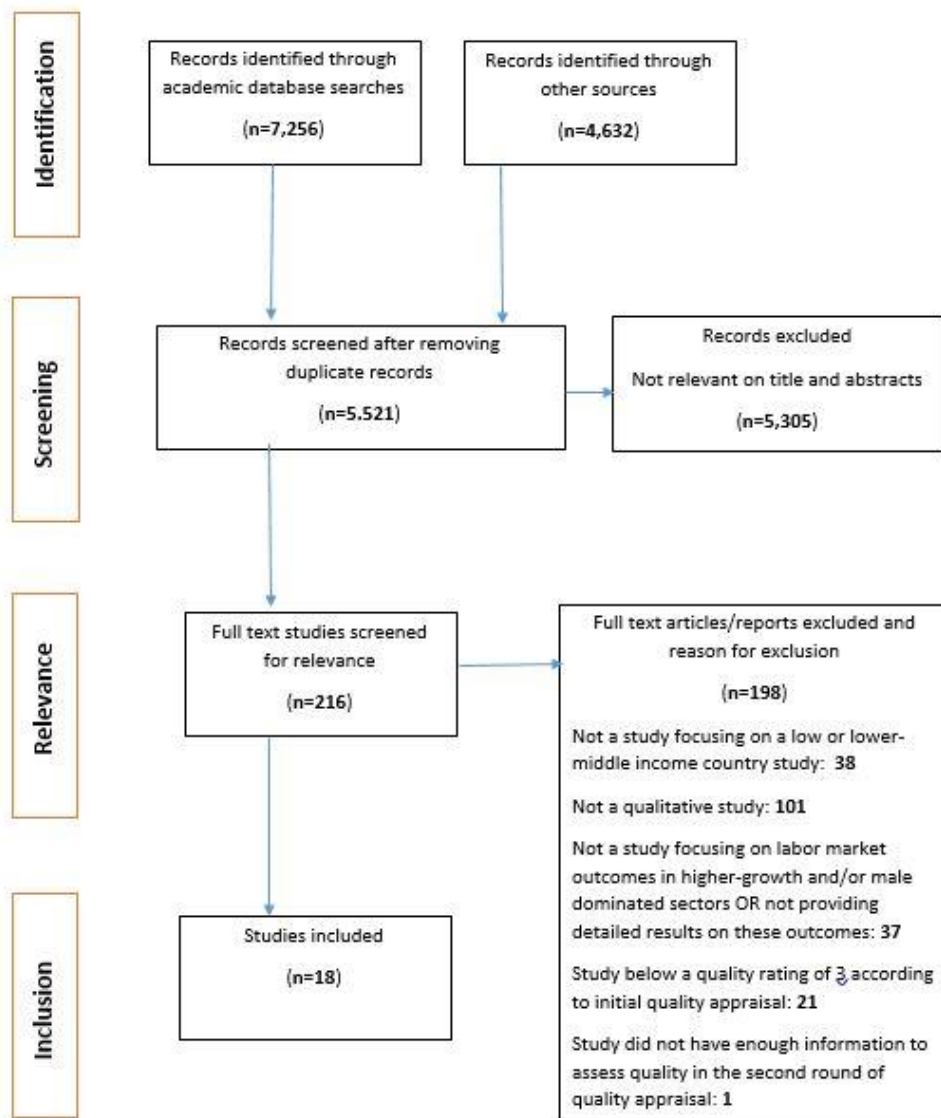 Identification
Records identified through
academic database searches
(n=7,256)
Records identified through
other sources
(n=4,632)
Screening
Records screened after removing
duplicate records
(n=5.521)
Records excluded
Not relevant on title and abstracts
(n=5,305)
Relevance
Full text studies screened
for relevance
(n=216)
Full text articles/reports excluded and
reason for exclusion
(n=198)
Not a study focusing on a low or lower-
middle income country study: 38
Not a qualitative study: 101
Not a study focusing on labor market
outcomes in higher-growth and/or male
dominated sectors OR not providing
detailed results on these outcomes: 37
Study below a quality rating of 3 according
to initial quality appraisal: 21
Study did not have enough information to
assess quality in the second round of
quality appraisal: 1
Inclusion
Studies included
(n=18)